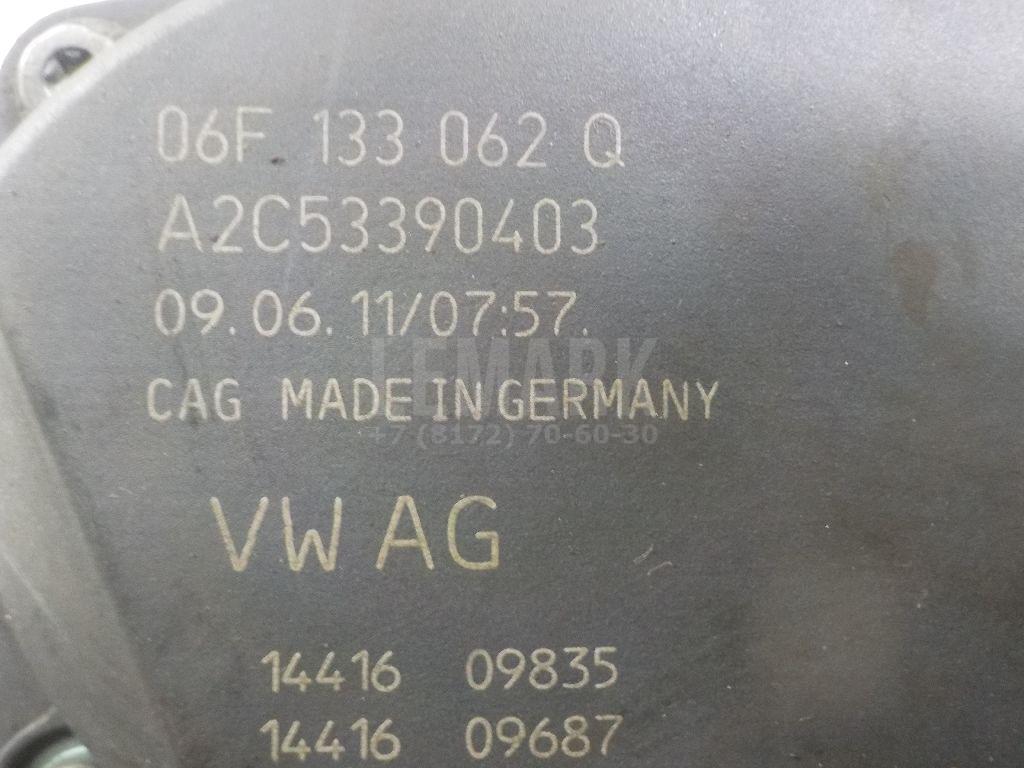 06F 133 062 Q
A2C53390403
09.06.11/07:57.
LEMARK
CAG MADE IN GERMANY
+7 (8172) 70-60-30
VW AG
14416 09835
14416 09687